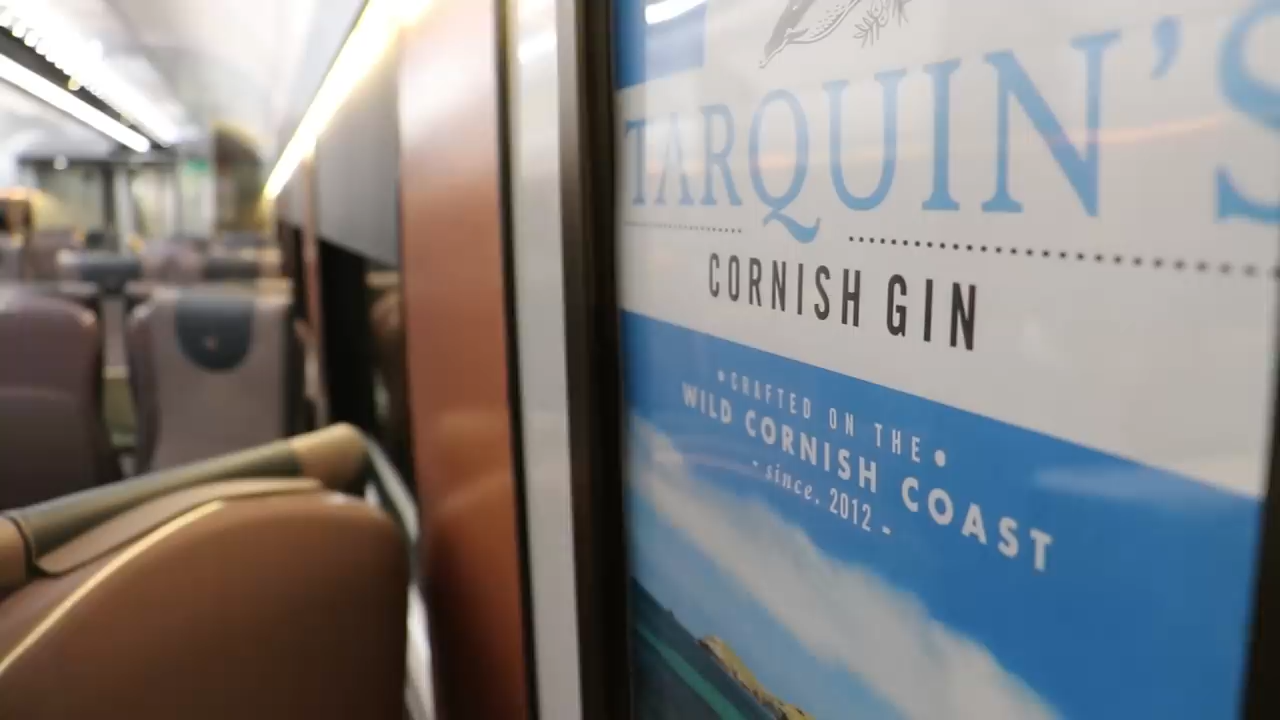 TARQUIN'S
CORNISH GIN
•CRAFTED ON THE•
WILD CORNISH COAST
- since. 2012 -